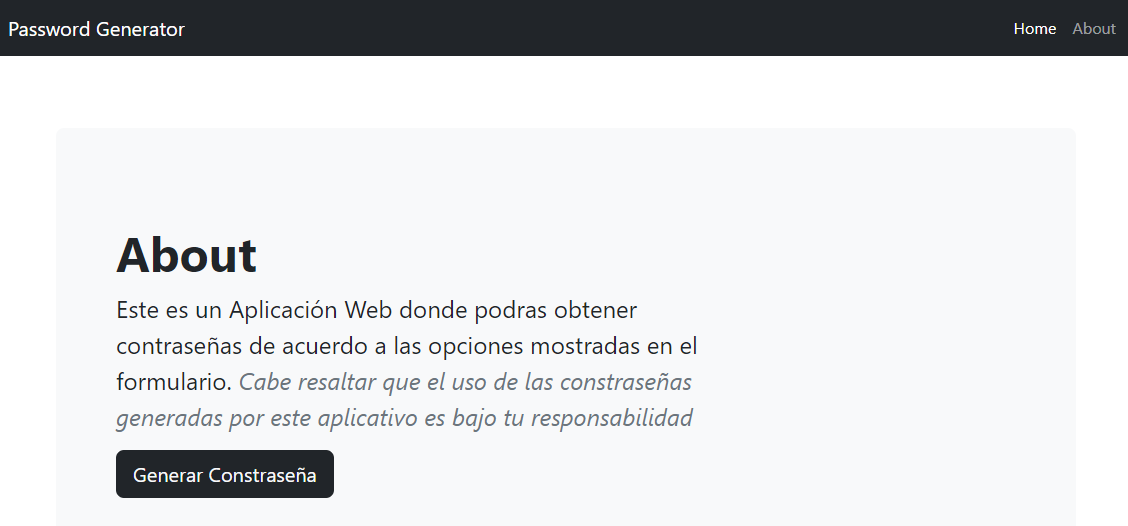 Password Generator
Home
About
About
Este es un Aplicación Web donde podras obtener
contraseñas de acuerdo a las opciones mostradas en el
formulario. Cabe resaltar que el uso de las constraseñas
generadas por este aplicativo es bajo tu responsabilidad
Generar Constraseña